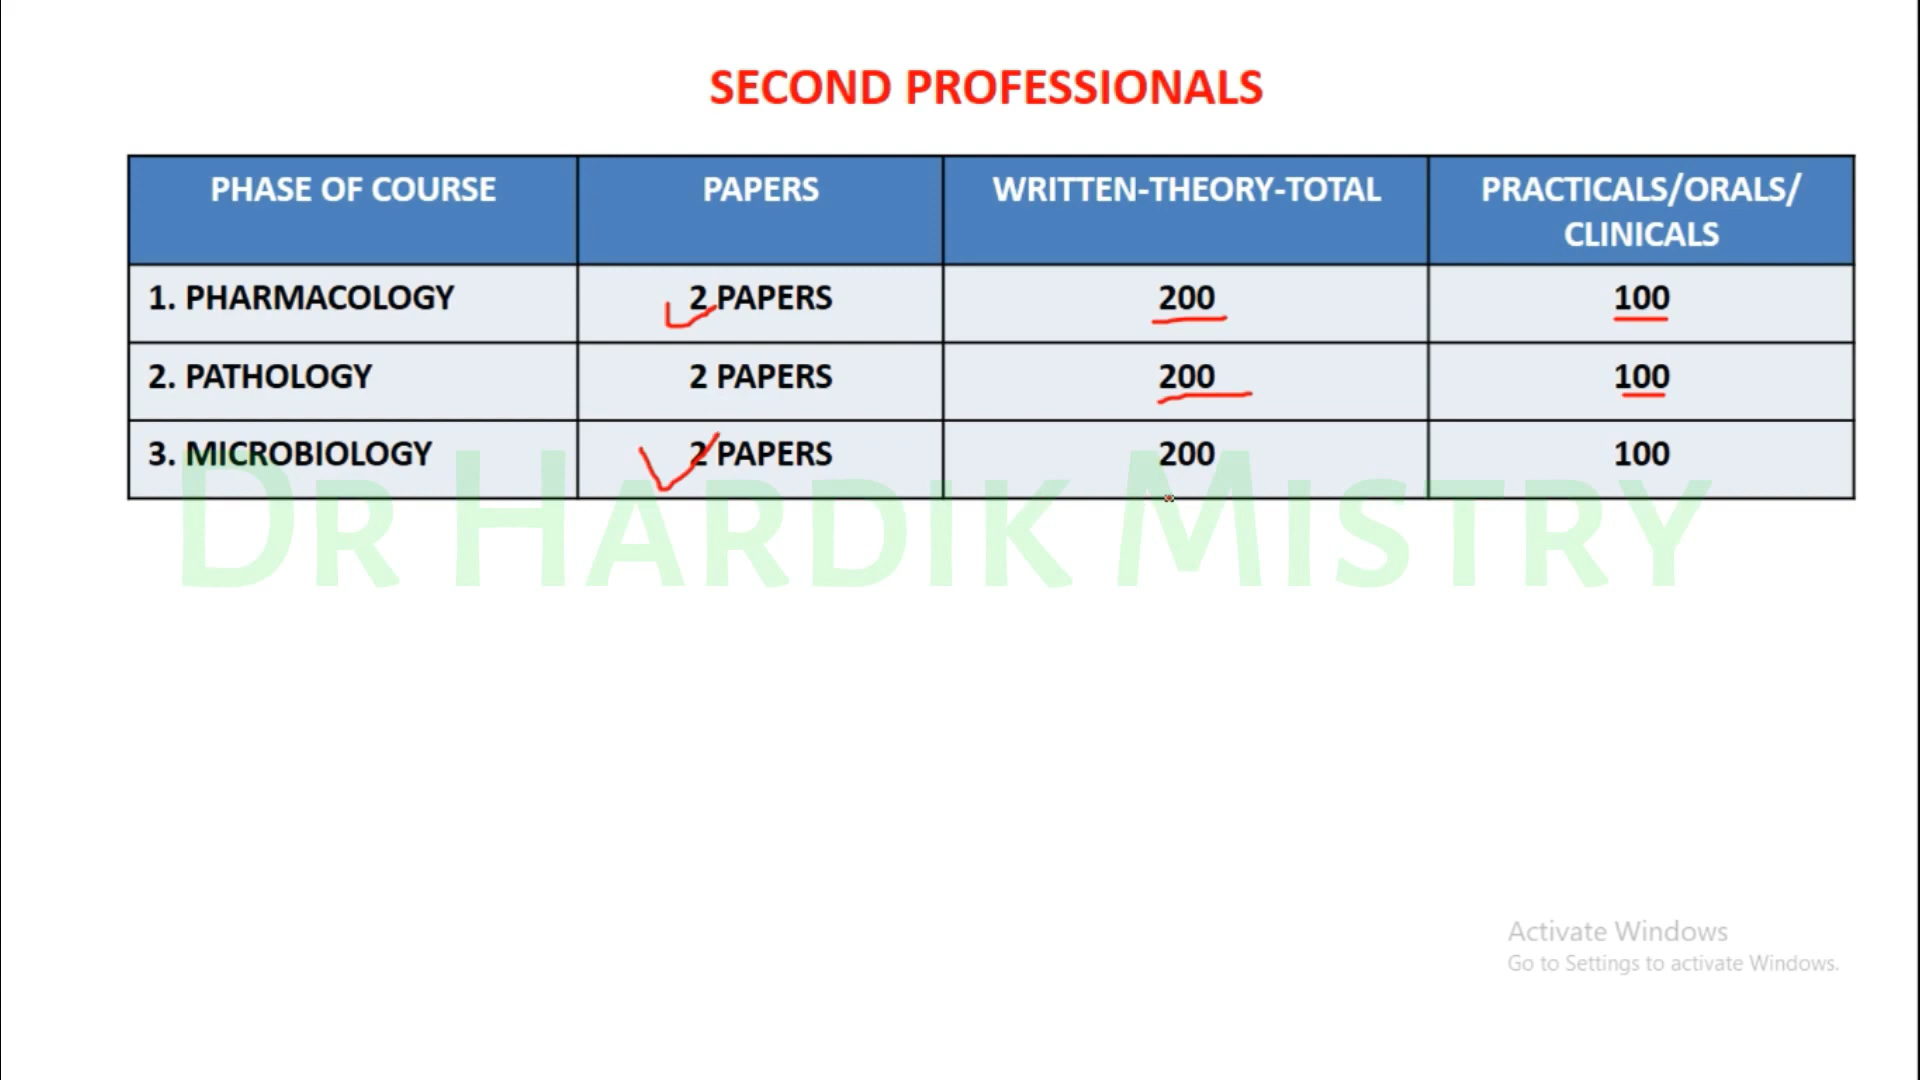 SECOND PROFESSIONALS
PHASE OF COURSE PAPERS WRITTEN-THEORY-TOTAL PRACTICALS/ORALS/
CLINICALS
1. PHARMACOLOGY 2 PAPERS 200 100
2. PATHOLOGY 2 PAPERS 200 100
3. MICROBIOLOGY 2 PAPERS 200 100
DR HARDIK MISTRY
Activate Windows
Go to Settings to activate Windows.